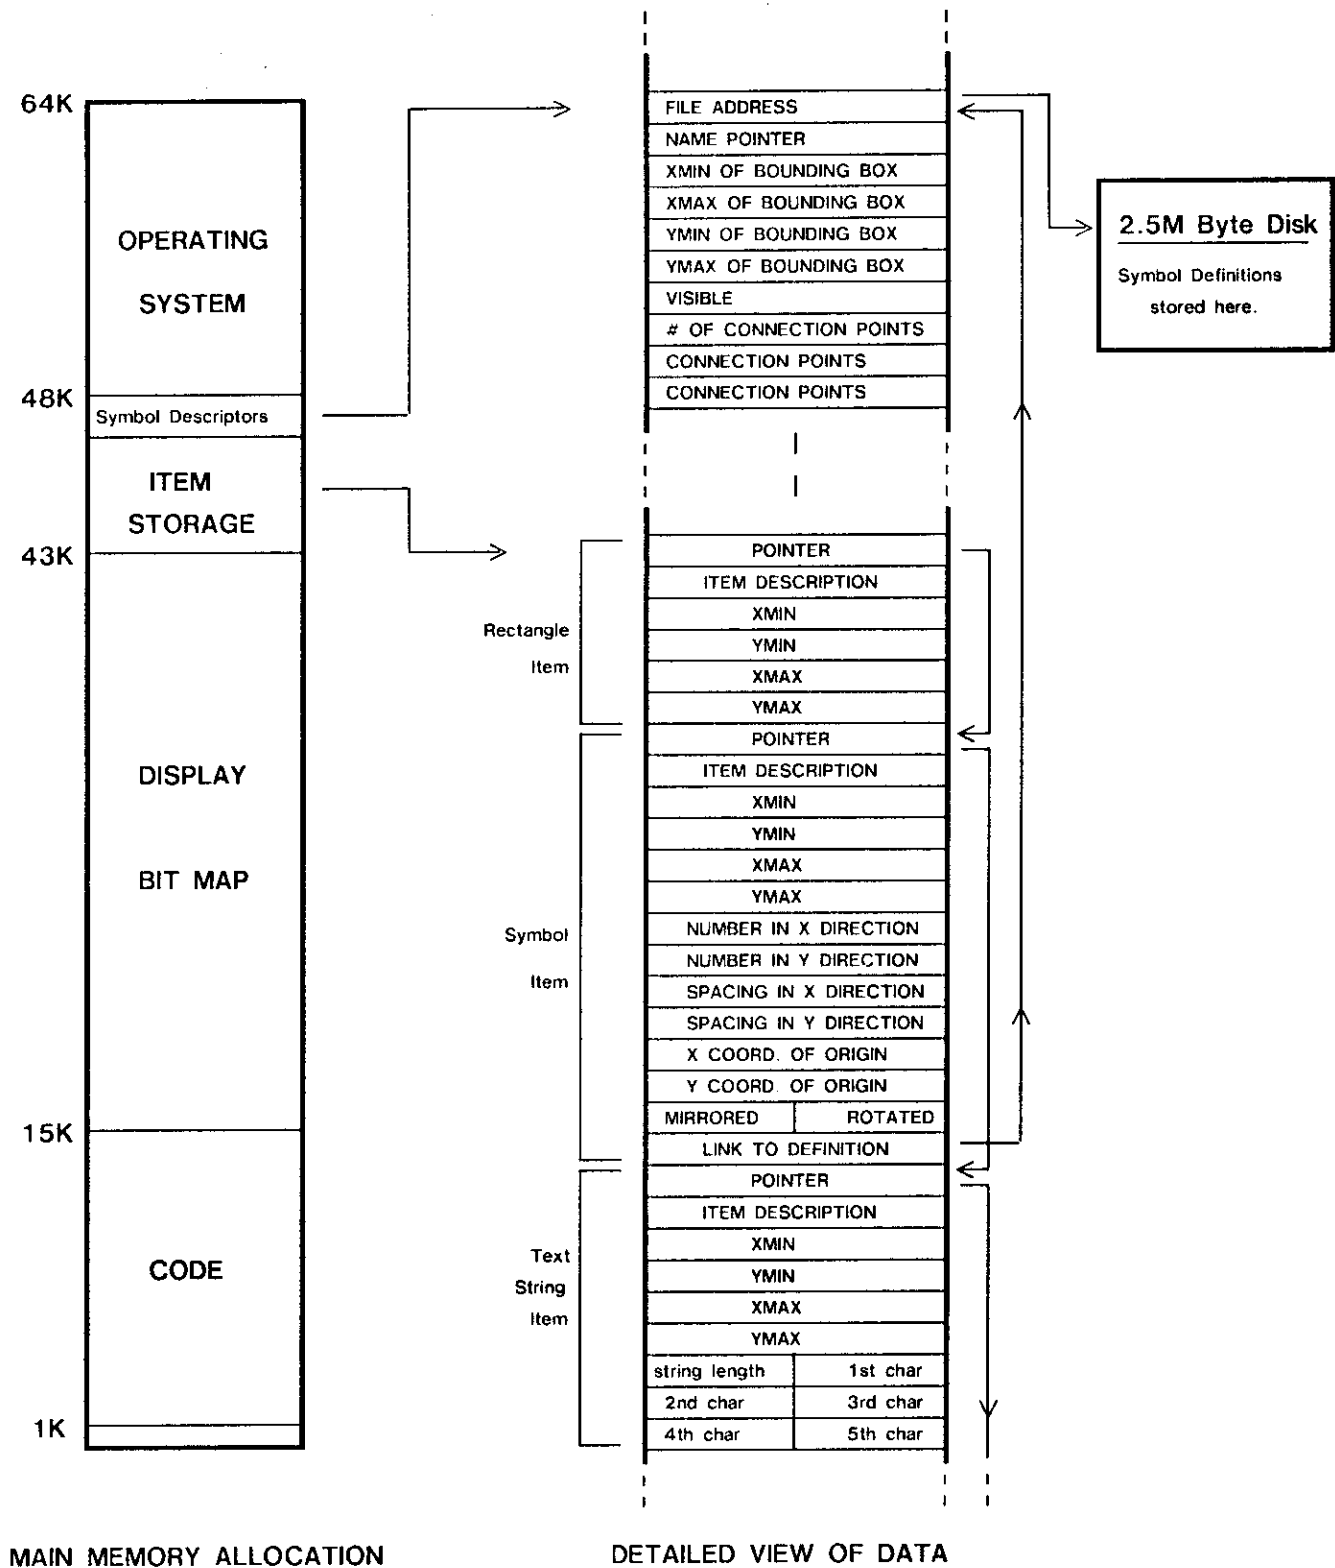 64K
OPERATING
SYSTEM
48K
Symbol Descriptors
ITEM
STORAGE
43K
DISPLAY
BIT MAP
15K
CODE
1K
MAIN MEMORY ALLOCATION
FILE ADDRESS
NAME POINTER
XMIN OF BOUNDING BOX
XMAX OF BOUNDING BOX
YMIN OF BOUNDING BOX
YMAX OF BOUNDING BOX
VISIBLE
# OF CONNECTION POINTS
CONNECTION POINTS
CONNECTION POINTS
Rectangle
Item
POINTER
ITEM DESCRIPTION
XMIN
YMIN
XMAX
YMAX
Symbol
Item
POINTER
ITEM DESCRIPTION
XMIN
YMIN
XMAX
YMAX
NUMBER IN X DIRECTION
NUMBER IN Y DIRECTION
SPACING IN X DIRECTION
SPACING IN Y DIRECTION
X COORD. OF ORIGIN
Y COORD. OF ORIGIN
MIRRORED ROTATED
LINK TO DEFINITION
Text
String
Item
POINTER
ITEM DESCRIPTION
XMIN
YMIN
XMAX
YMAX
string length 1st char
2nd char 3rd char
4th char 5th char
DETAILED VIEW OF DATA
2.5M Byte Disk
Symbol Definitions
stored here.